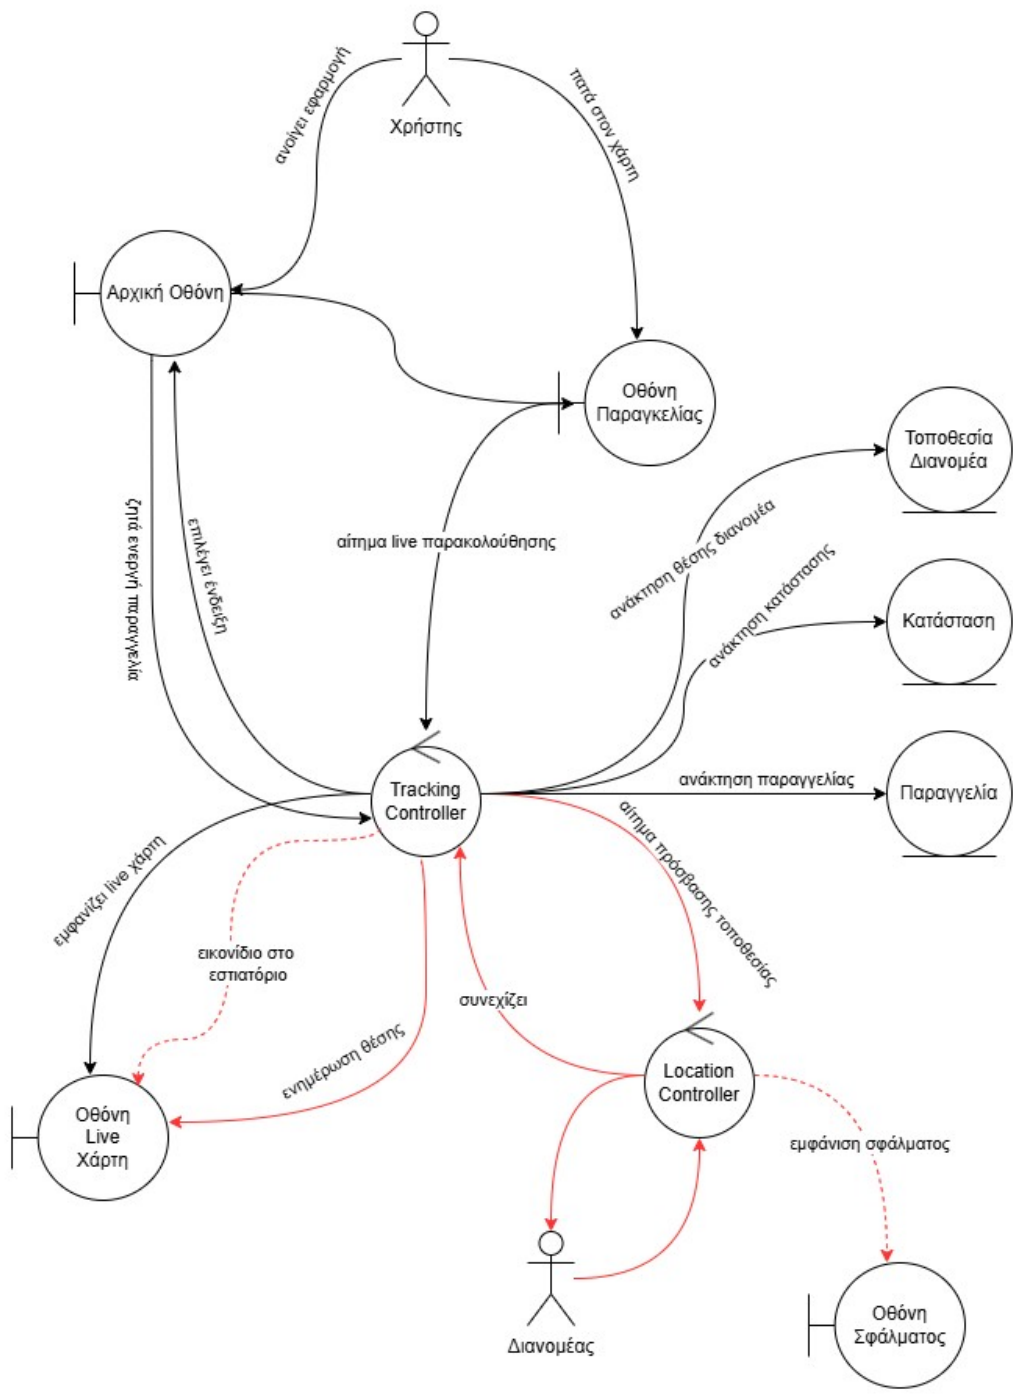 Χρήστης
ανοίγει εφαρμογή
πατά στον χάρτη
Αρχική Οθόνη
Οθόνη
Παραγκελίας
Τοποθεσία
Διανομέα
ζητά ενεργή παραγγελία
επιλέγει ένδειξη
αίτημα live παρακολούθησης
ανάκτηση θέσης διανομέα
ανάκτηση κατάστασης
Κατάσταση
Tracking
Controller
ανάκτηση παραγγελίας
Παραγγελία
εμφανίζει live χάρτη
αίτημα πρόσβασης τοποθεσίας
εικονίδιο στο
εστιατόριο
συνεχίζει
ενημέρωση θέσης
Location
Controller
Οθόνη
Live
Χάρτη
εμφάνιση σφάλματος
Διανομέας
Οθόνη
Σφάλματος